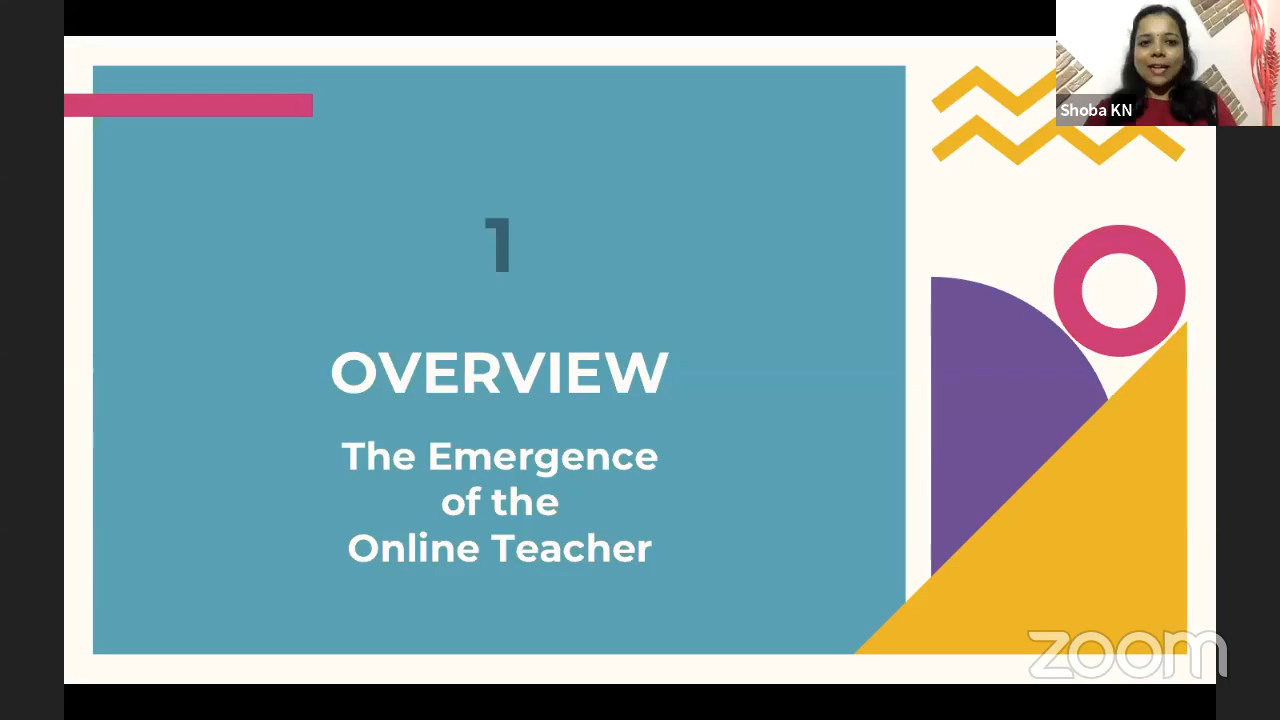 Shoba KN
1
OVERVIEW
The Emergence
of the
Online Teacher
zoom